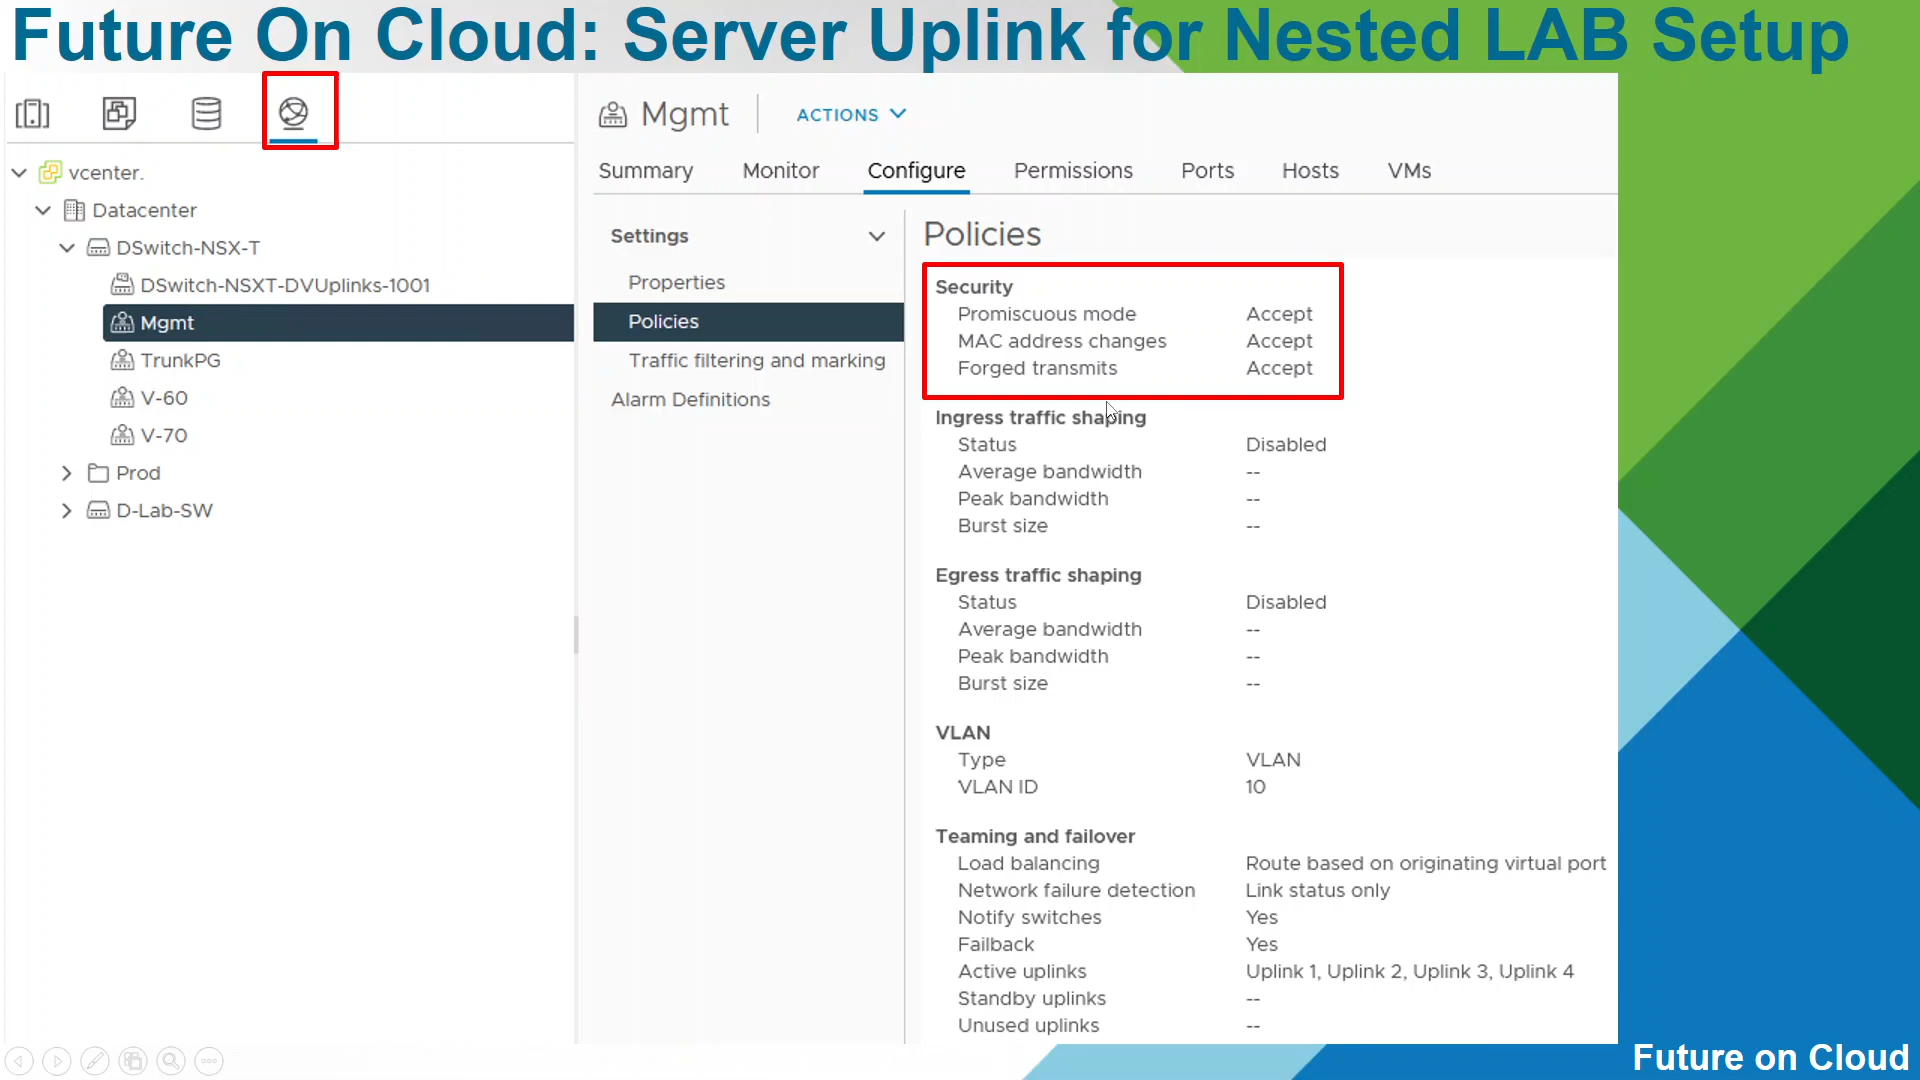 Future On Cloud: Server Uplink for Nested LAB Setup
vcenter.
Datacenter
DSwitch-NSX-T
DSwitch-NSXT-DVUplinks-1001
Mgmt
TrunkPG
V-60
V-70
Prod
D-Lab-SW
Mgmt
ACTIONS
Summary Monitor Configure Permissions Ports Hosts VMs
Settings
Properties
Policies
Traffic filtering and marking
Alarm Definitions
Policies
Security
Promiscuous mode Accept
MAC address changes Accept
Forged transmits Accept
Ingress traffic shaping
Status Disabled
Average bandwidth --
Peak bandwidth --
Burst size --
Egress traffic shaping
Status Disabled
Average bandwidth --
Peak bandwidth --
Burst size --
VLAN
Type VLAN
VLAN ID 10
Teaming and failover
Load balancing Route based on originating virtual port
Network failure detection Link status only
Notify switches Yes
Failback Yes
Active uplinks Uplink 1, Uplink 2, Uplink 3, Uplink 4
Standby uplinks --
Unused uplinks --
Future on Cloud